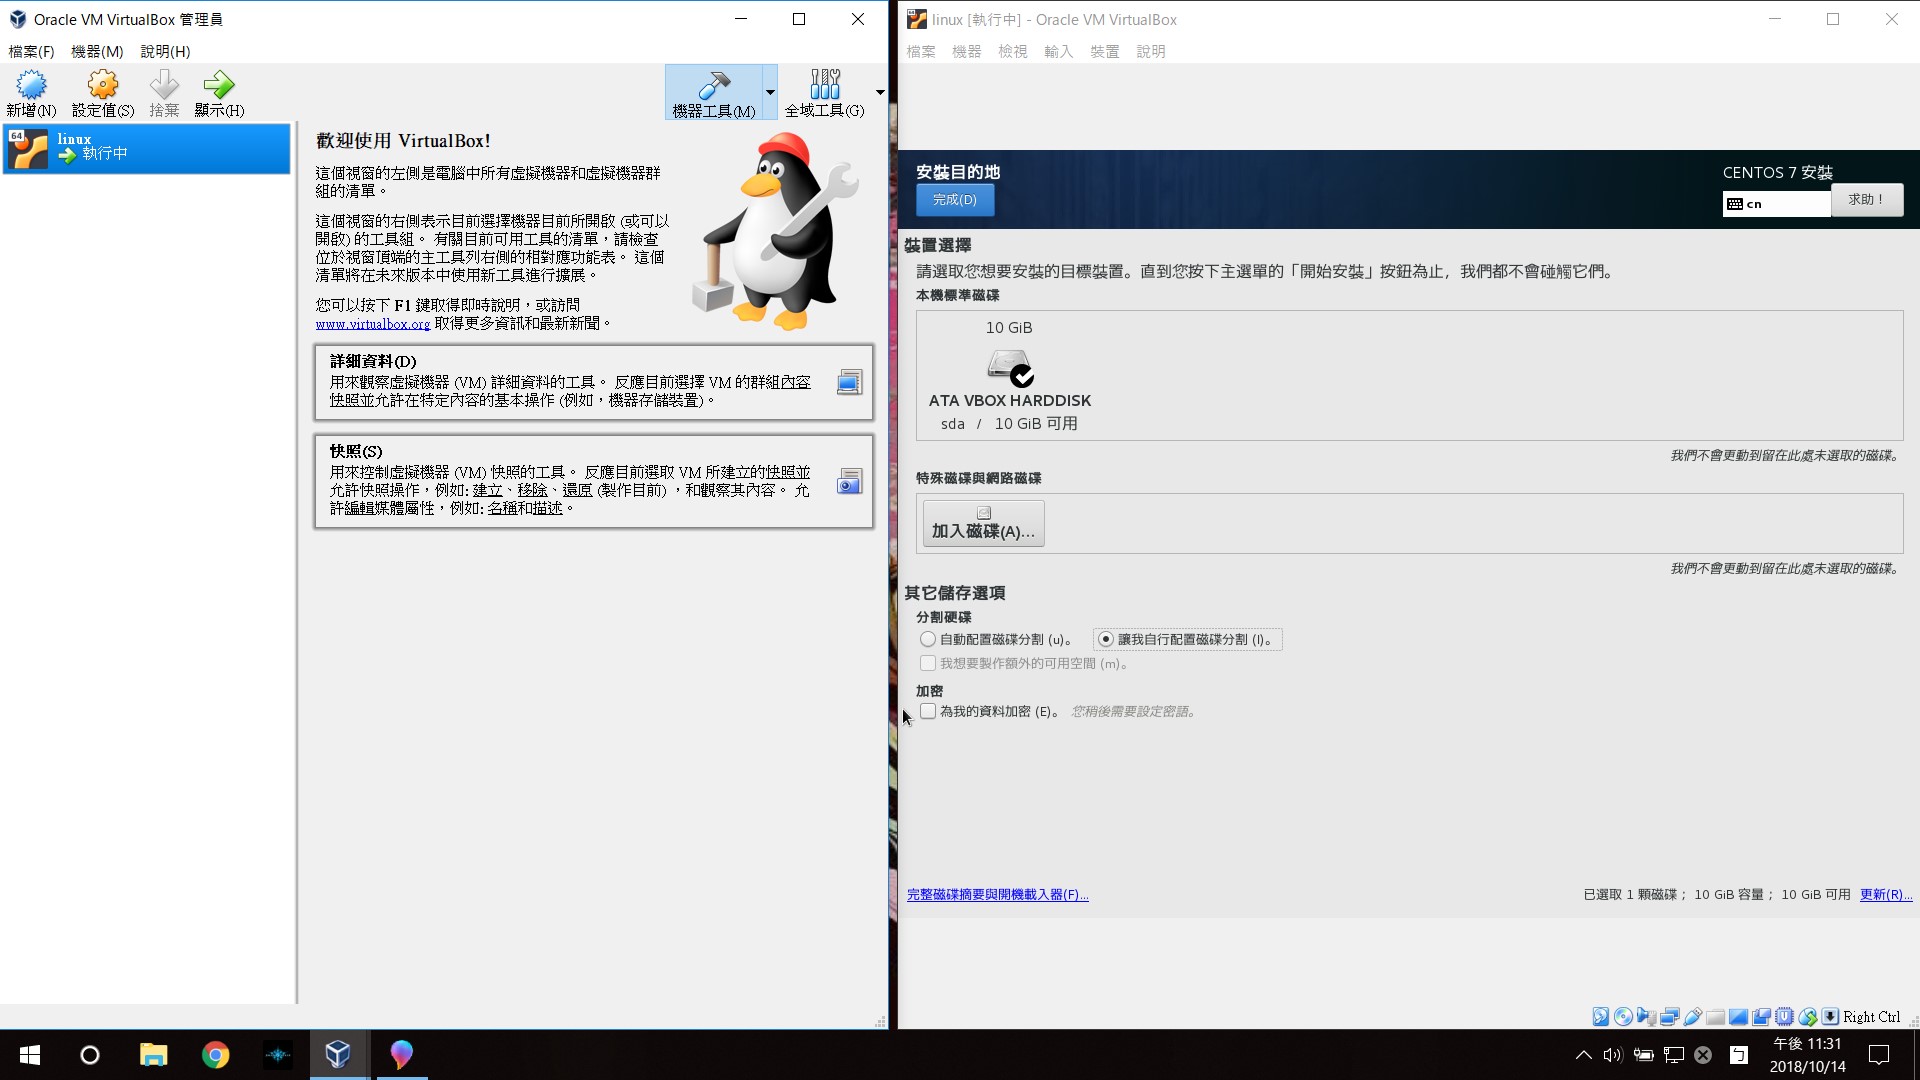 Oracle VM VirtualBox 管理員
檔案(F) 機器(M) 說明(H)
新增(N) 設定值(S) 捨棄 顯示(H)
機器工具(M) 全域工具(G)
64
linux
執行中
歡迎使用 VirtualBox!
這個視窗的左側是電腦中所有虛擬機器和虛擬機器群
組的清單。
這個視窗的右側表示目前選擇機器目前所開啟 (或可以
開啟) 的工具組。 有關目前可用工具的清單，請檢查
位於視窗頂端的主工具列右側的相對應功能表。 這個
清單將在未來版本中使用新工具進行擴展。
您可以按下 F1 鍵取得即時說明，或訪問
www.virtualbox.org 取得更多資訊和最新新聞。
詳細資料(D)
用來觀察虛擬機器 (VM) 詳細資料的工具。 反應目前選擇 VM 的群組內容
快照並允許在特定內容的基本操作 (例如，機器存儲裝置)。
快照(S)
用來控制虛擬機器 (VM) 快照的工具。 反應目前選取 VM 所建立的快照並
允許快照操作，例如: 建立、移除、還原 (製作目前) ，和觀察其內容。 允
許編輯媒體屬性，例如: 名稱和描述。
linux [執行中] - Oracle VM VirtualBox
檔案 機器 檢視 輸入 裝置 說明
安裝目的地
完成(D)
CENTOS 7 安裝
cn
求助！
裝置選擇
請選取您想要安裝的目標裝置。直到您按下主選單的「開始安裝」按鈕為止，我們都不會碰觸它們。
本機標準磁碟
10 GiB
ATA VBOX HARDDISK
sda / 10 GiB 可用
我們不會更動到留在此處未選取的磁碟。
特殊磁碟與網路磁碟
加入磁碟(A)...
我們不會更動到留在此處未選取的磁碟。
其它儲存選項
分割硬碟
自動配置磁碟分割 (u)。 讓我自行配置磁碟分割 (I)。
我想要製作額外的可用空間 (m)。
加密
為我的資料加密 (E)。 您稍後需要設定密語。
完整磁碟摘要與開機載入器(F)...
已選取 1 顆磁碟； 10 GiB 容量； 10 GiB 可用 更新(R)...
Right Ctrl
午後 11:31
2018/10/14